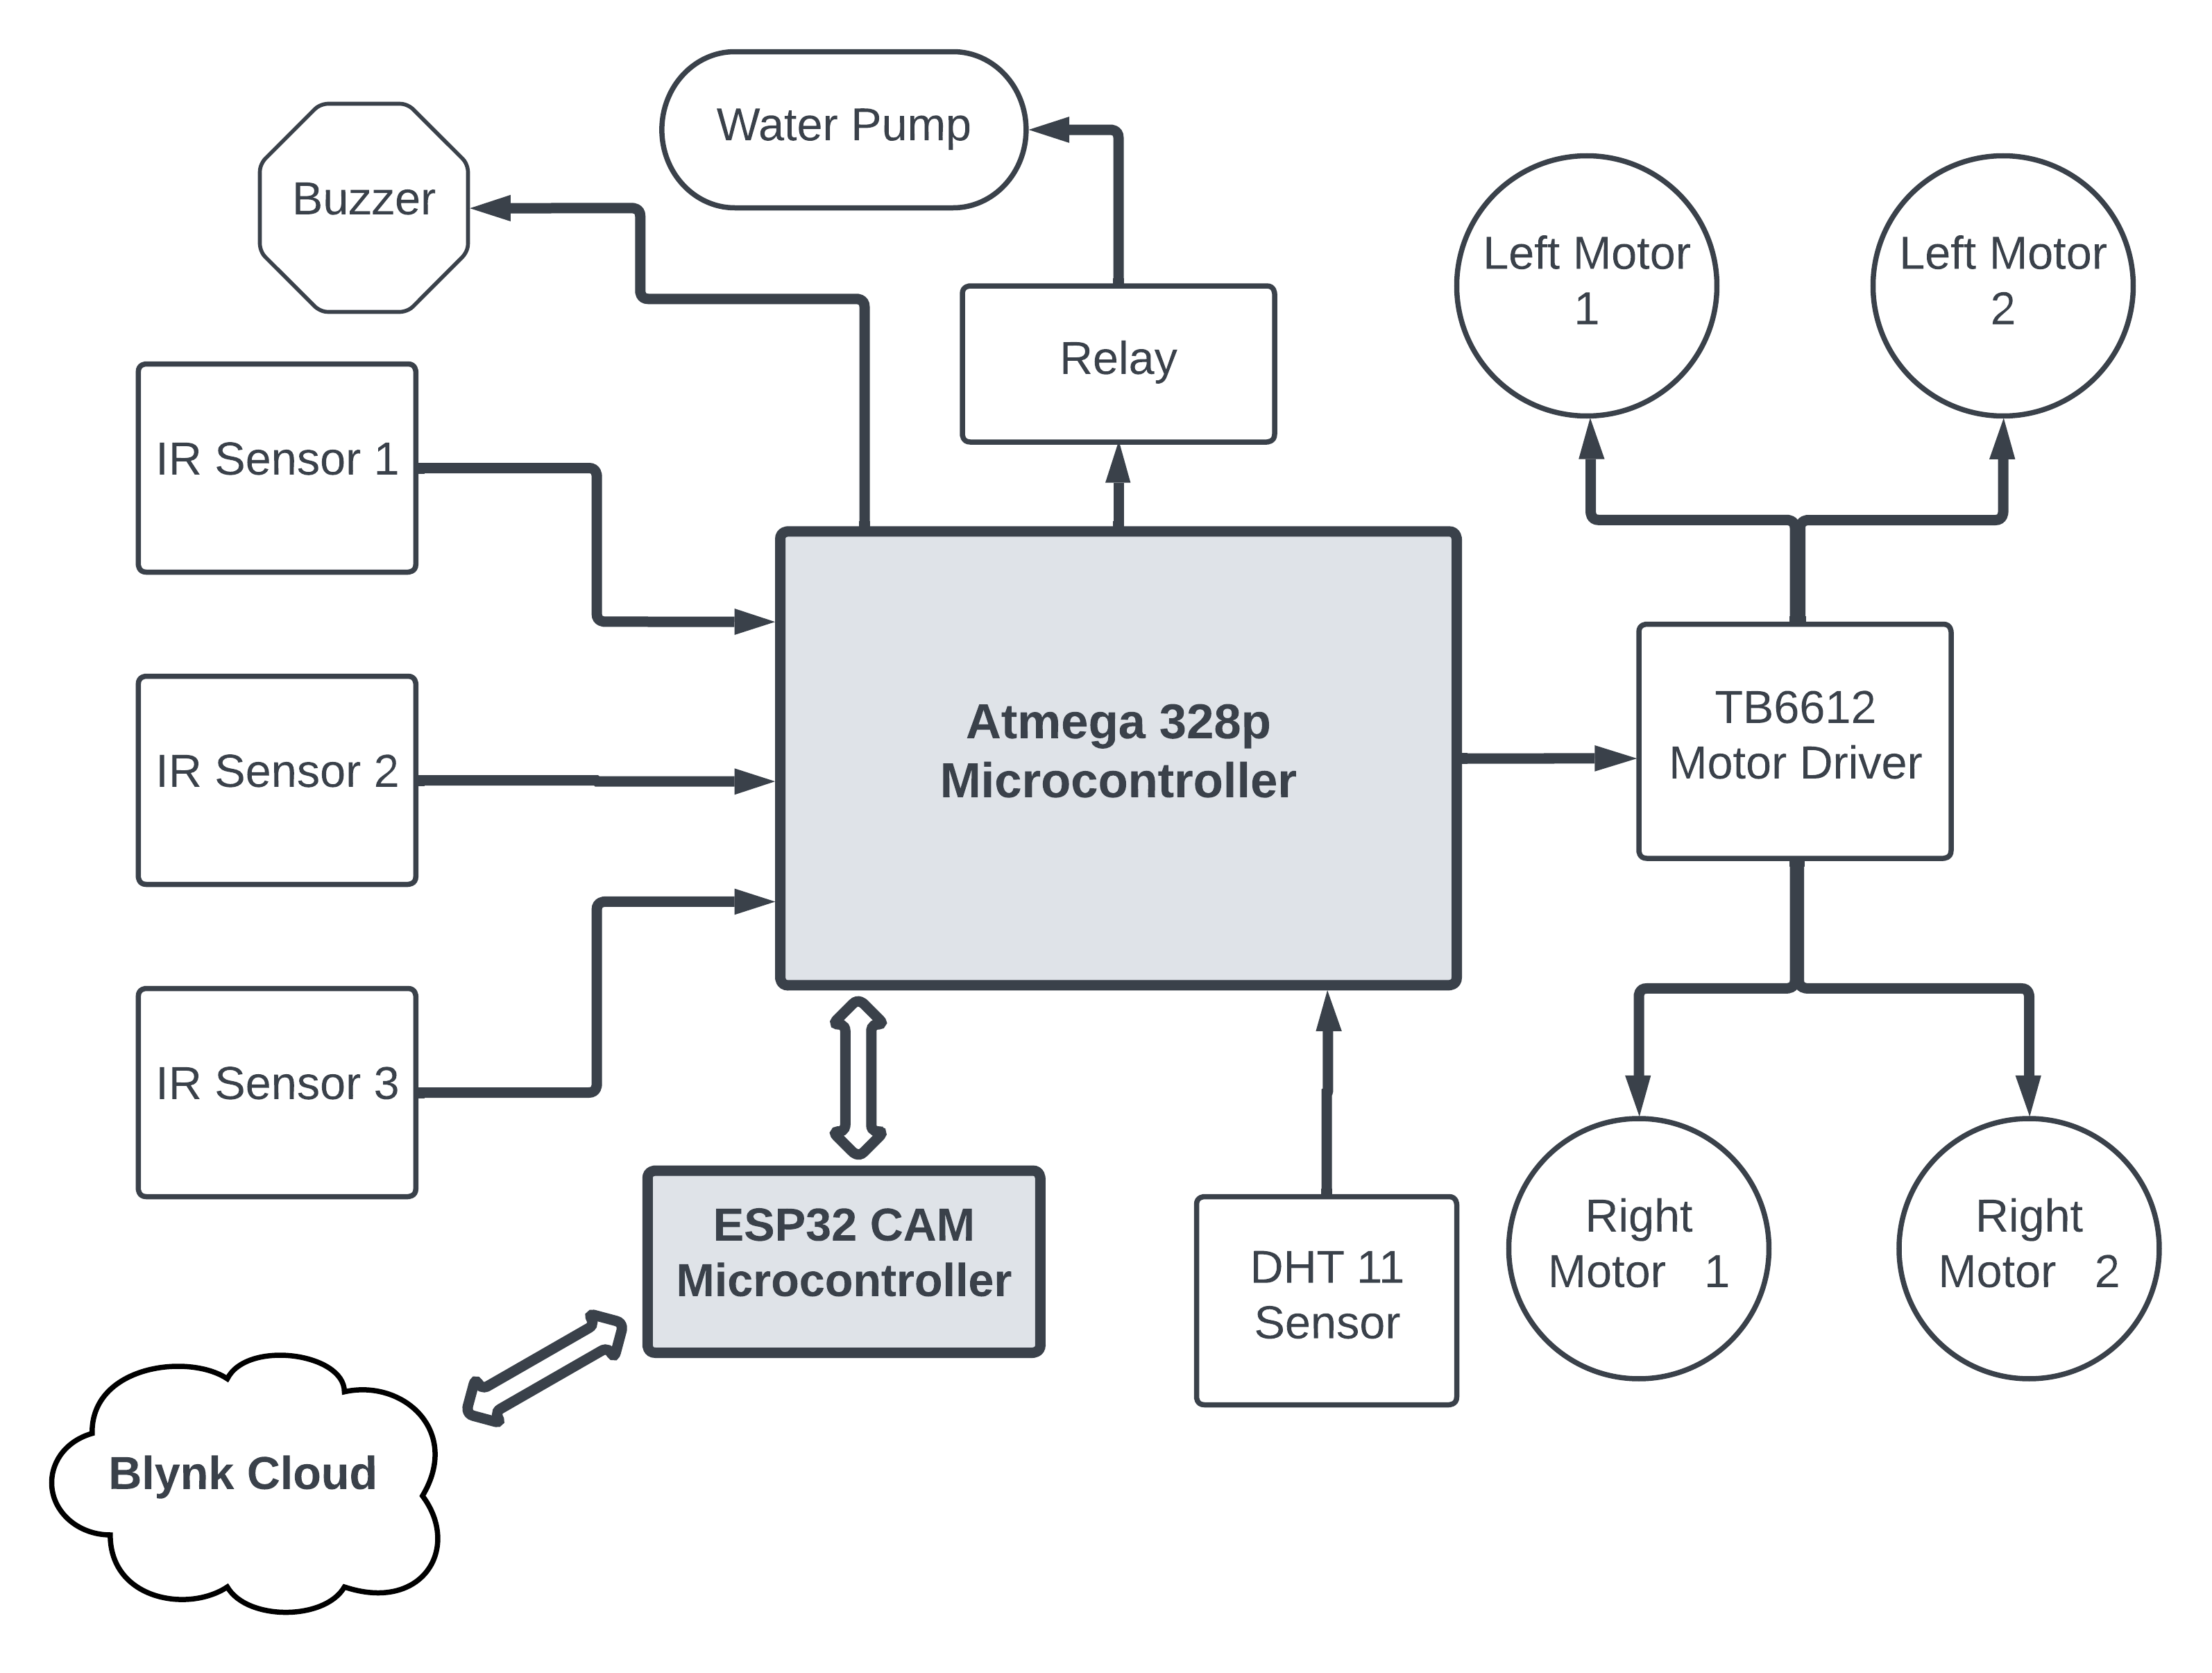 Water Pump
Buzzer
Left Motor
1
Left Motor
2
Relay
IR Sensor 1
Atmega 328p
Microcontroller
TB6612
Motor Driver
IR Sensor 2
IR Sensor 3
ESP32 CAM
Microcontroller
DHT 11
Sensor
Right
Motor 1
Right
Motor 2
Blynk Cloud